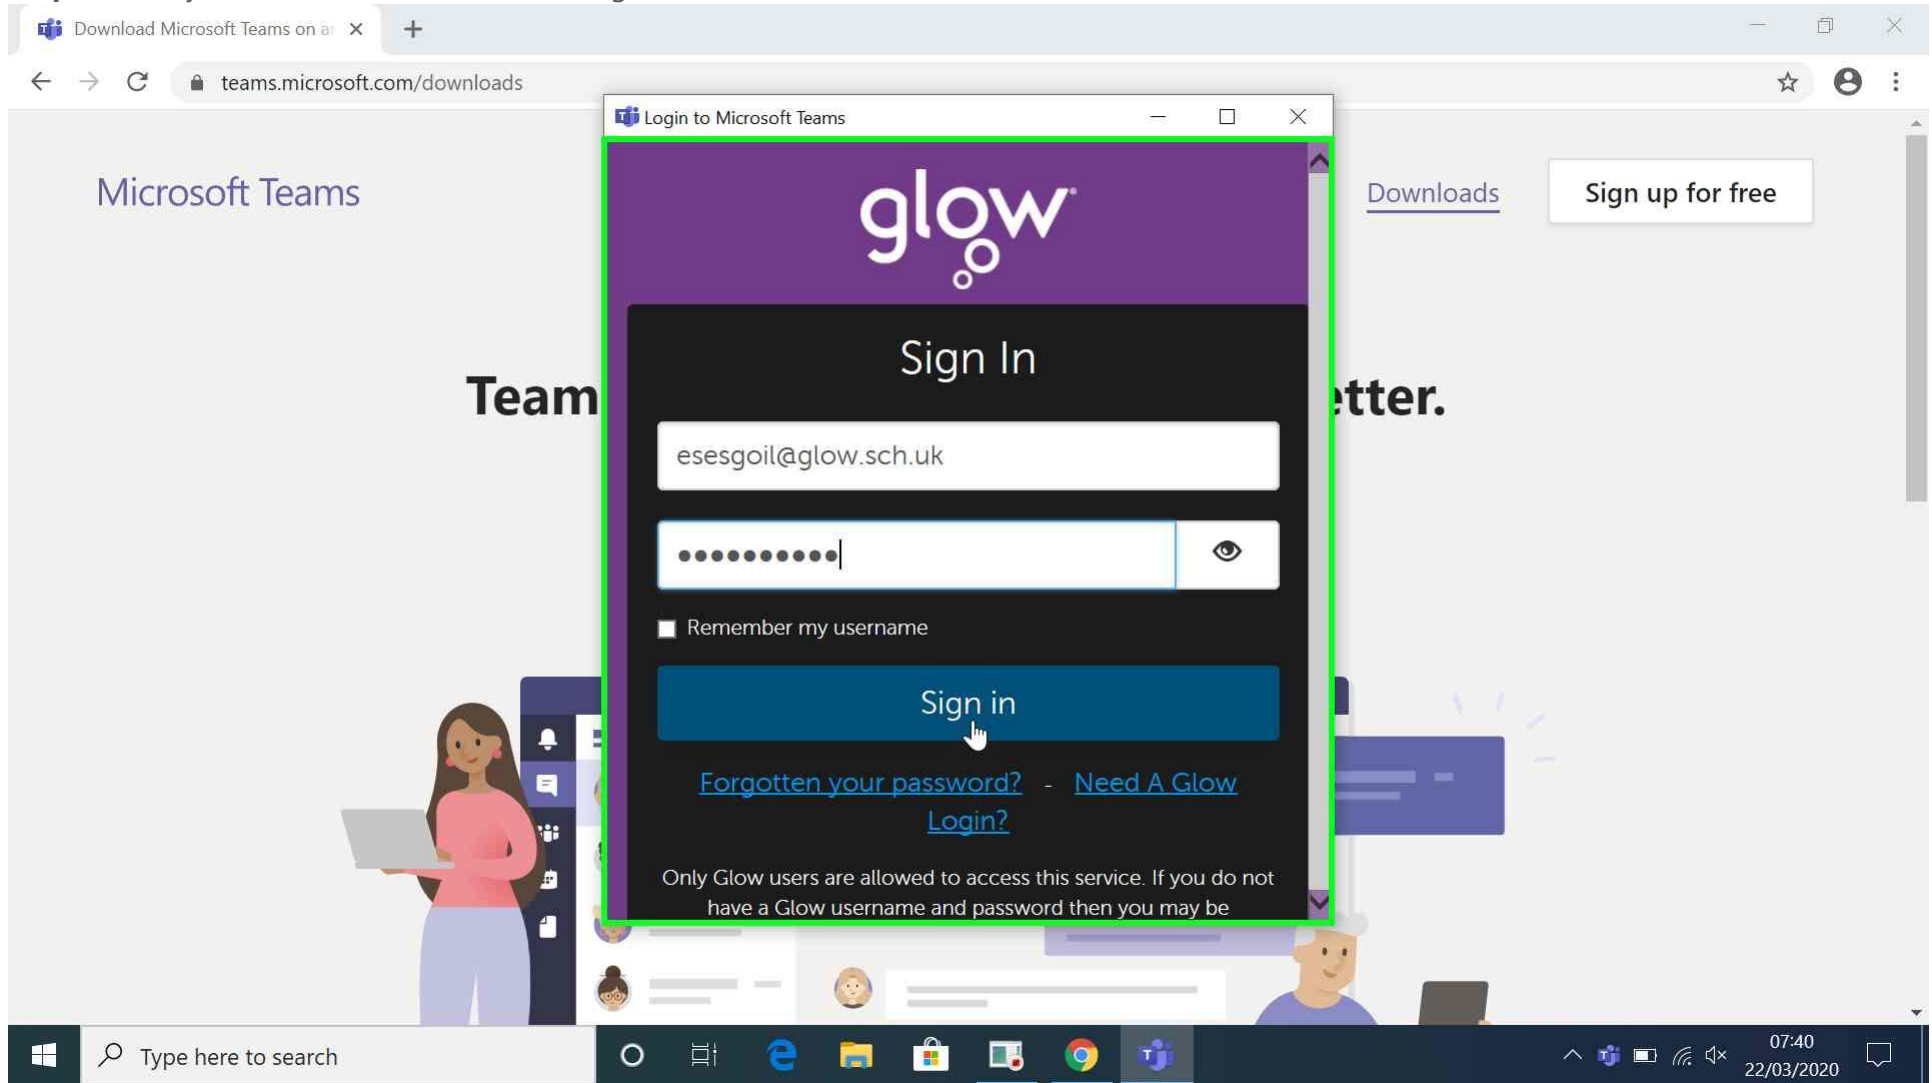 Download Microsoft Teams on a
teams.microsoft.com/downloads
Login to Microsoft Teams
Microsoft Teams
Downloads
Sign up for free
glow
Sign In
Team
tter.
esesgoil@glow.sch.uk
Remember my username
Sign in
Forgotten your password? - Need A Glow
Login?
Only Glow users are allowed to access this service. If you do not
have a Glow username and password then you may be
Type here to search
07:40
22/03/2020